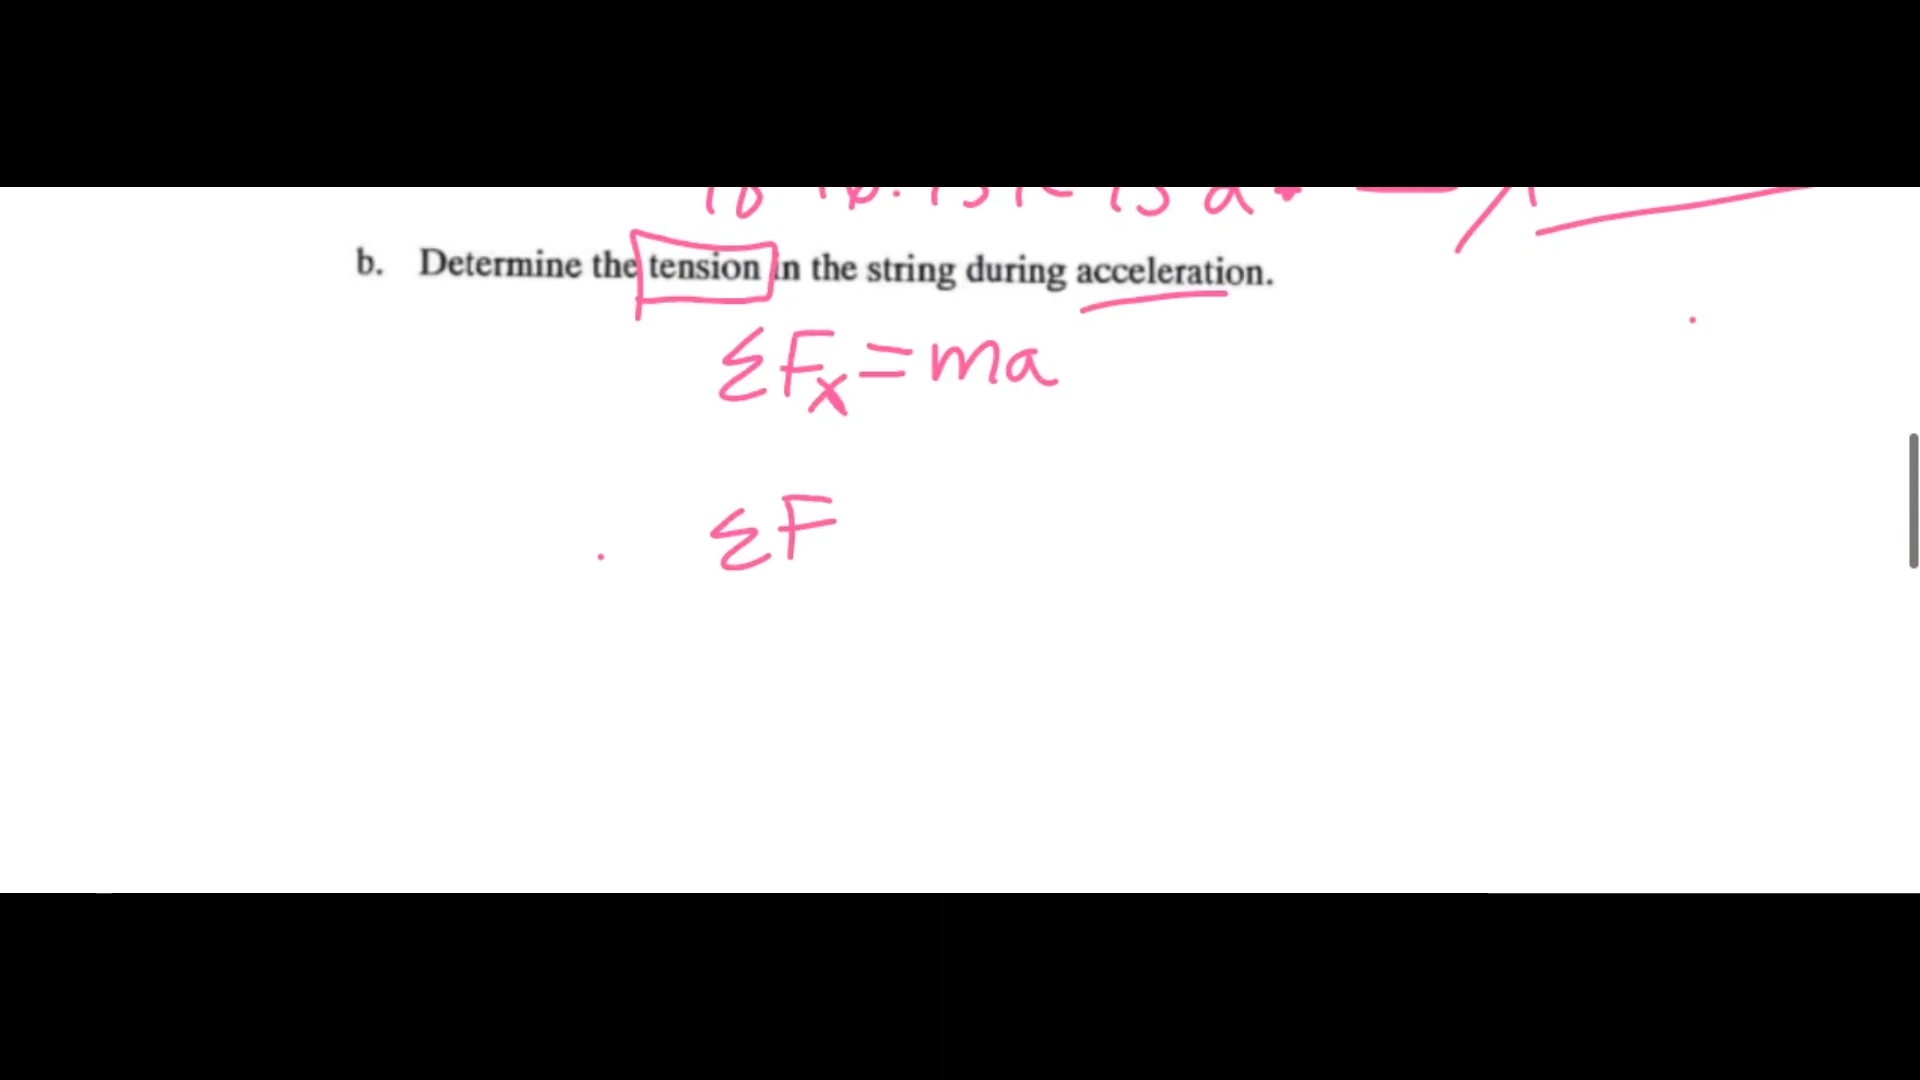 b. Determine the tension in the string during acceleration.
ΣFx=ma
ΣF